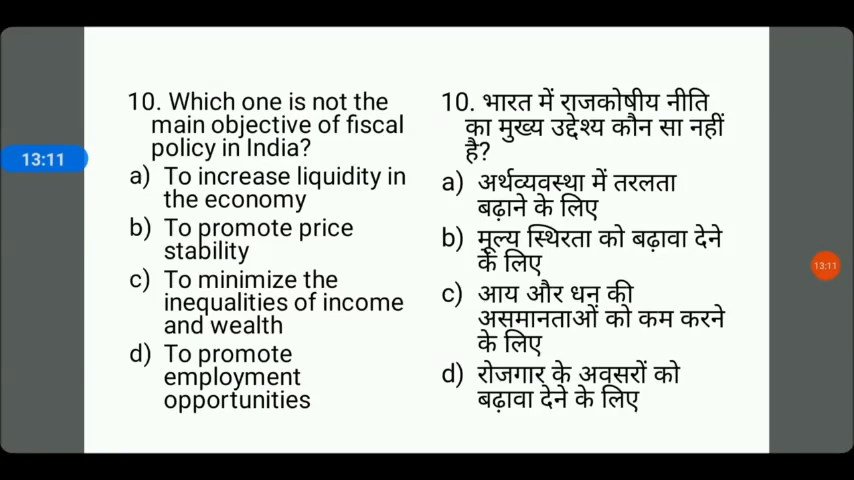 10. Which one is not the
main objective of fiscal
policy in India?
a) To increase liquidity in
the economy
b) To promote price
stability
c) To minimize the
inequalities of income
and wealth
d) To promote
employment
opportunities
10. भारत में राजकोषीय नीति
का मुख्य उद्देश्य कौन सा नहीं
है?
a) अर्थव्यवस्था में तरलता
बढ़ाने के लिए
b) मूल्य स्थिरता को बढ़ावा देने
के लिए
c) आय और धन की
असमानताओं को कम करने
के लिए
d) रोजगार के अवसरों को
बढ़ावा देने के लिए
13:11
13:11